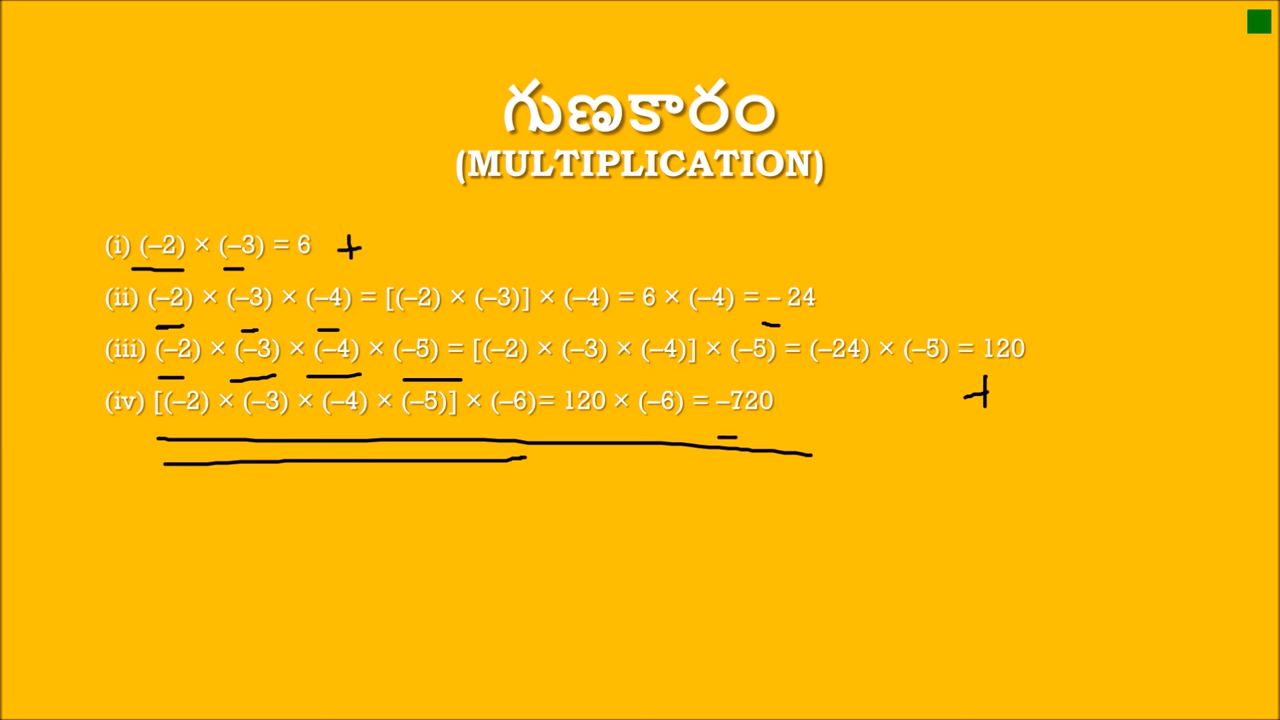 గుణకారం
(MULTIPLICATION)
(i) (–2) × (–3) = 6 +
(ii) (–2) × (–3) × (–4) = [(–2) × (–3)] × (–4) = 6 × (–4) = – 24
(iii) (–2) × (–3) × (–4) × (–5) = [(–2) × (–3) × (–4)] × (–5) = (–24) × (–5) = 120
+
(iv) [(–2) × (–3) × (–4) × (–5)] × (–6)= 120 × (–6) = –720